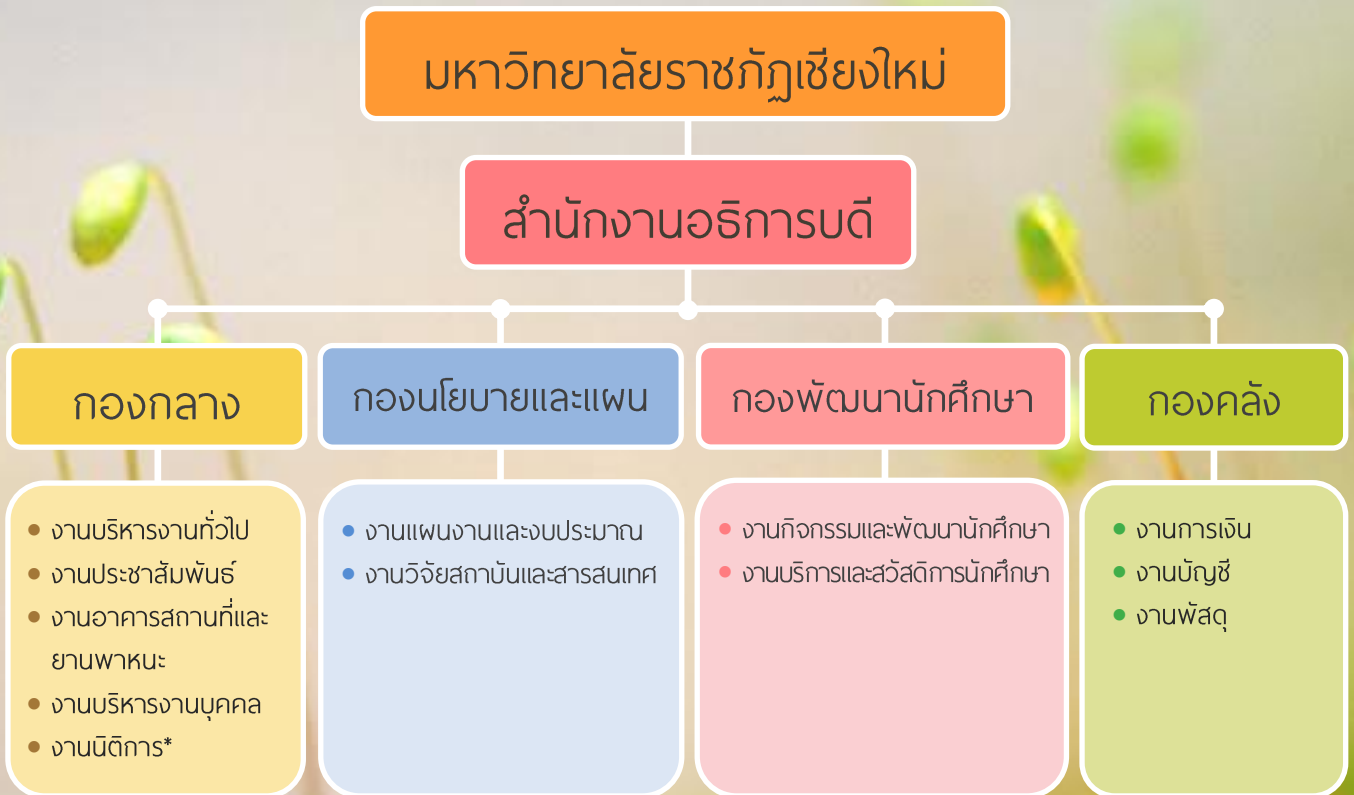 มหาวิทยาลัยราชภัฏเชียงใหม่
สำนักงานอธิการบดี
กองกลาง
กองนโยบายและแผน
กองพัฒนานักศึกษา
กองคลัง
งานบริหารงานทั่วไป
งานประชาสัมพันธ์
งานอาคารสถานที่และ
ยานพาหนะ
งานบริหารงานบุคคล
งานนิติการ*
งานแผนงานและงบประมาณ
งานวิจัยสถาบันและสารสนเทศ
งานกิจกรรมและพัฒนานักศึกษา
งานบริการและสวัสดิการนักศึกษา
งานการเงิน
งานบัญชี
งานพัสดุ